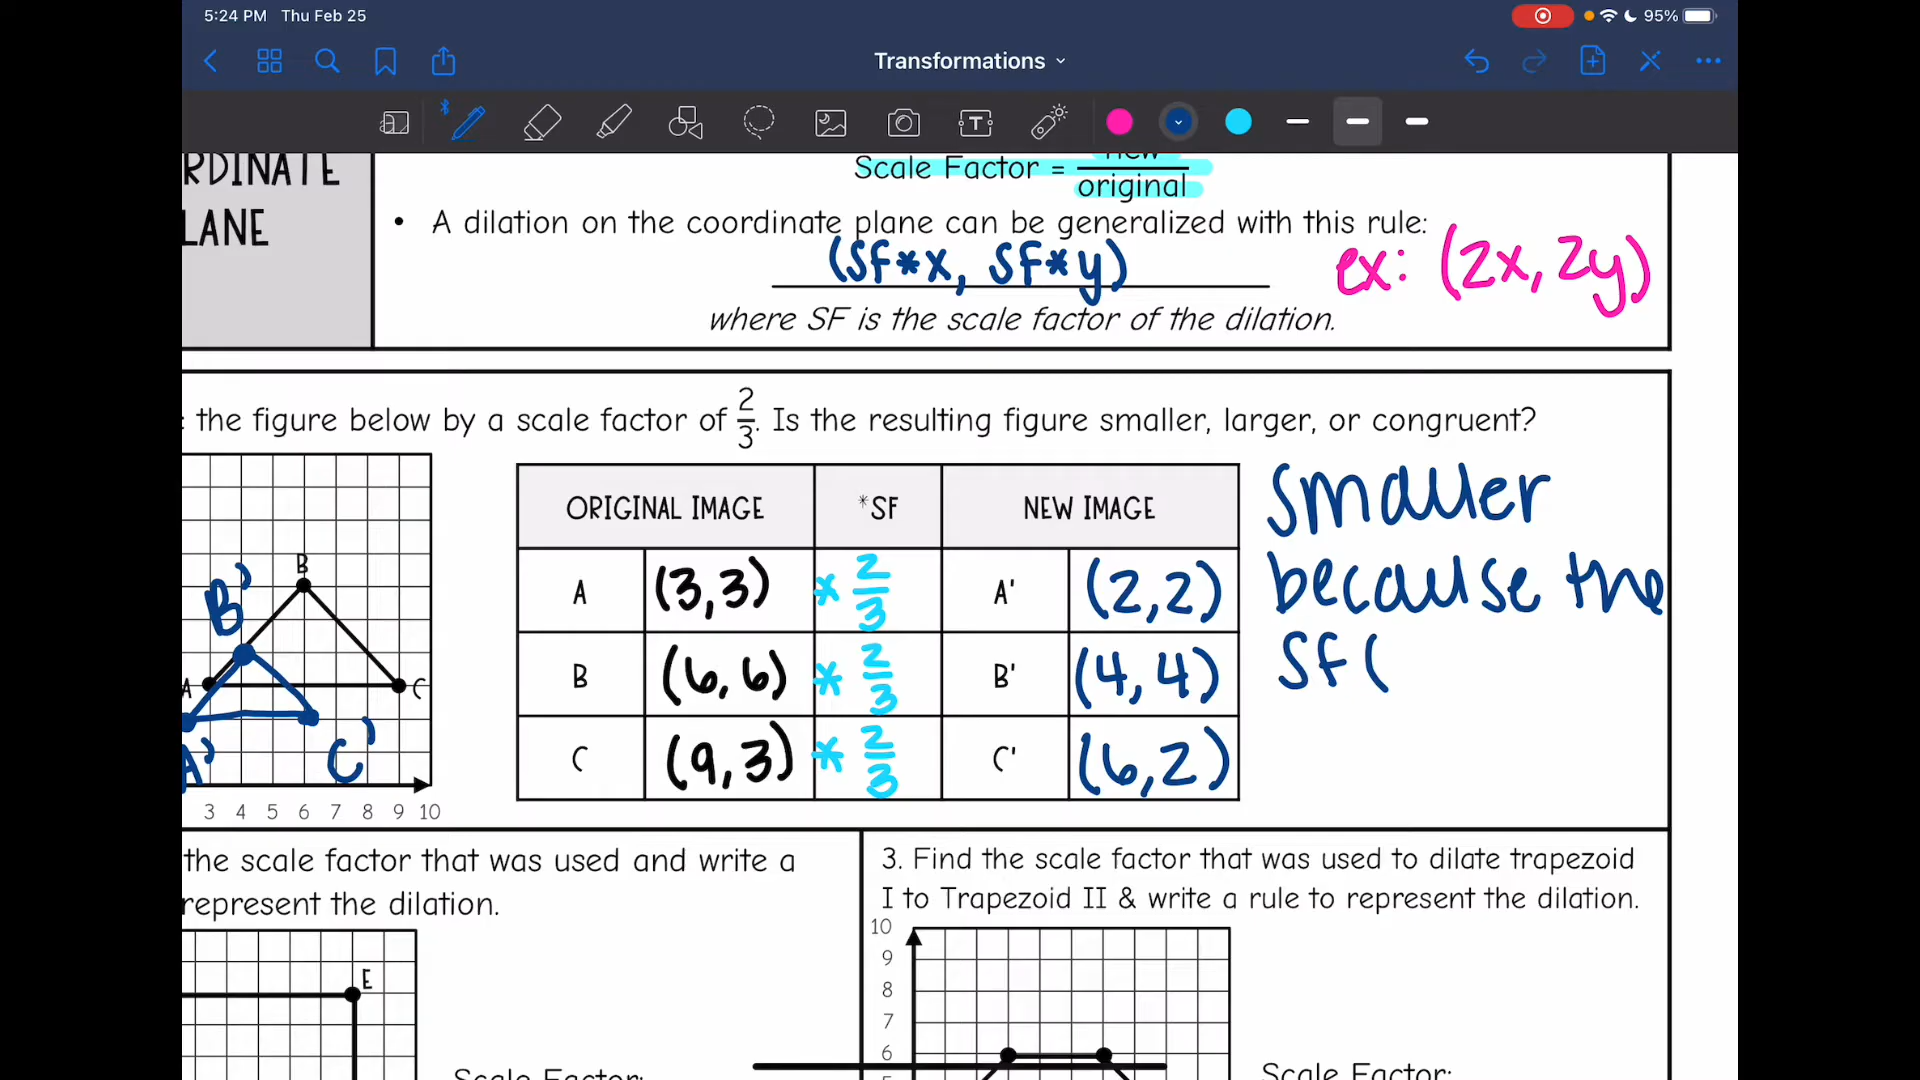 5:24 PM Thu Feb 25
95%
Transformations
T
RDINATE
LANE
Scale Factor = new
original
• A dilation on the coordinate plane can be generalized with this rule:
(SF*x, SF*y)
ex: (2x, 2y)
where SF is the scale factor of the dilation.
: the figure below by a scale factor of 2/3. Is the resulting figure smaller, larger, or congruent?
ORIGINAL IMAGE *SF NEW IMAGE
A (3,3) * 2/3 A' (2,2)
B (6,6) * 2/3 B' (4,4)
C (9,3) * 2/3 C' (6,2)
smaller
because the
SF (
B
B'
A C
A' C'
3 4 5 6 7 8 9 10
the scale factor that was used and write a
represent the dilation.
E
Scale Factor:
3. Find the scale factor that was used to dilate trapezoid
I to Trapezoid II & write a rule to represent the dilation.
10
9
8
7
6
Scale Factor: